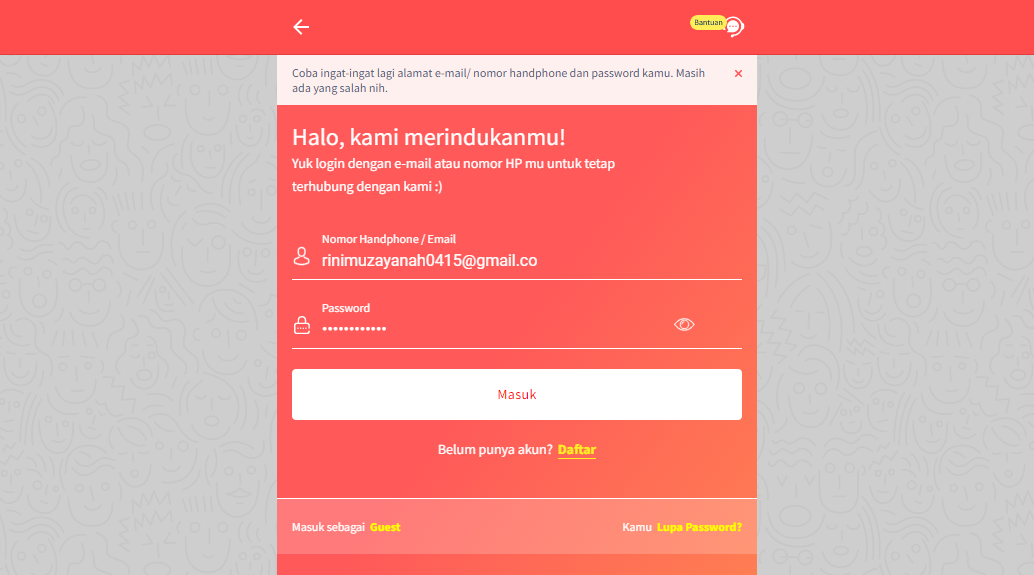 Bantuan
Coba ingat-ingat lagi alamat e-mail/ nomor handphone dan password kamu. Masih
ada yang salah nih.
Halo, kami merindukanmu!
Yuk login dengan e-mail atau nomor HP mu untuk tetap
terhubung dengan kami :)
Nomor Handphone / Email
rinimuzayanah0415@gmail.co
Password
••••••••••••
Masuk
Belum punya akun? Daftar
Masuk sebagai Guest
Kamu Lupa Password?